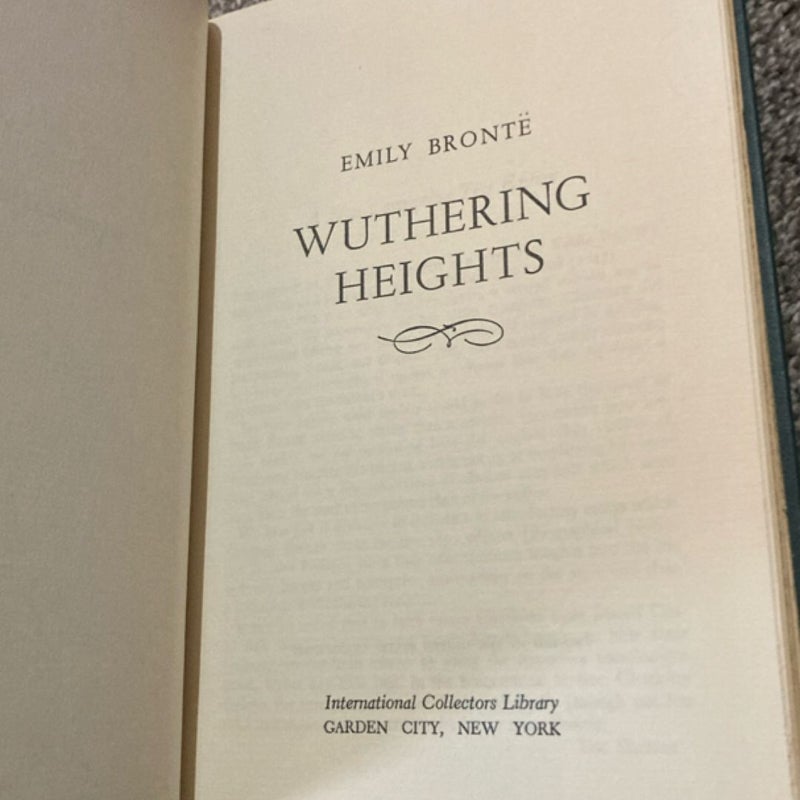 EMILY BRONTË
WUTHERING
HEIGHTS
International Collectors Library
GARDEN CITY, NEW YORK